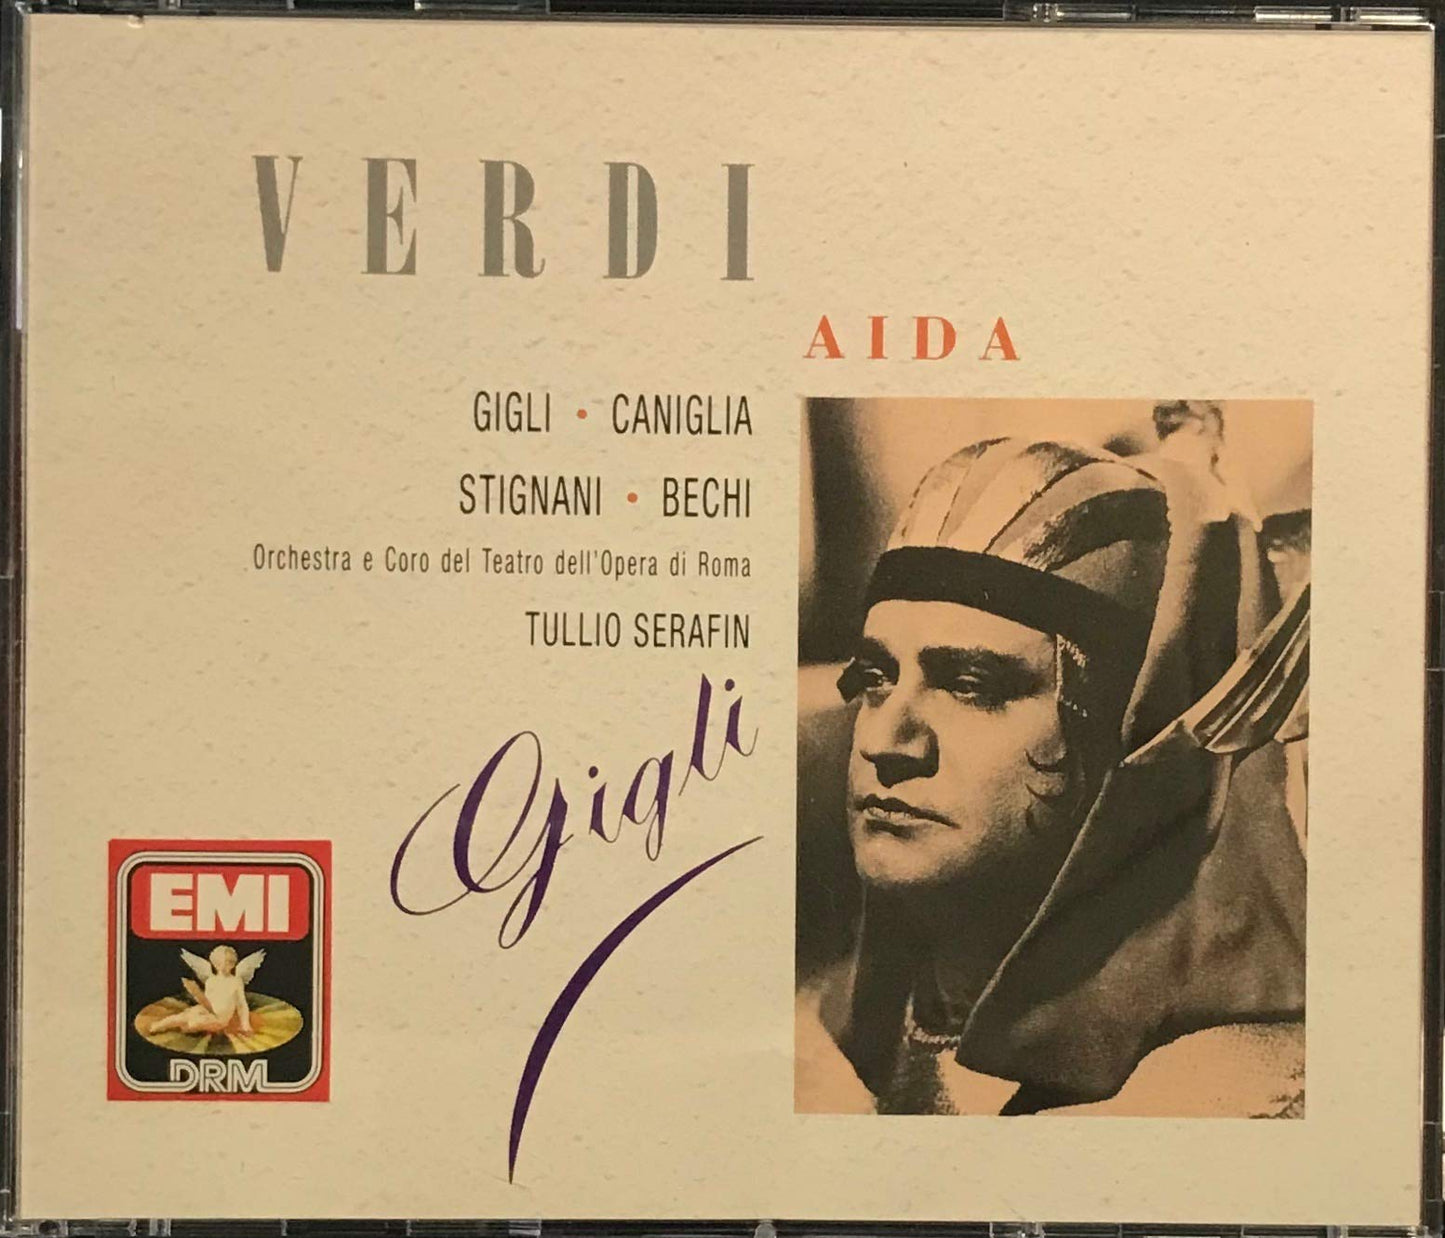 VERDI
AIDA
GIGLI • CANIGLIA
STIGNANI • BECHI
Orchestra e Coro del Teatro dell'Opera di Roma
TULLIO SERAFIN
Gigli
EMI
DRM